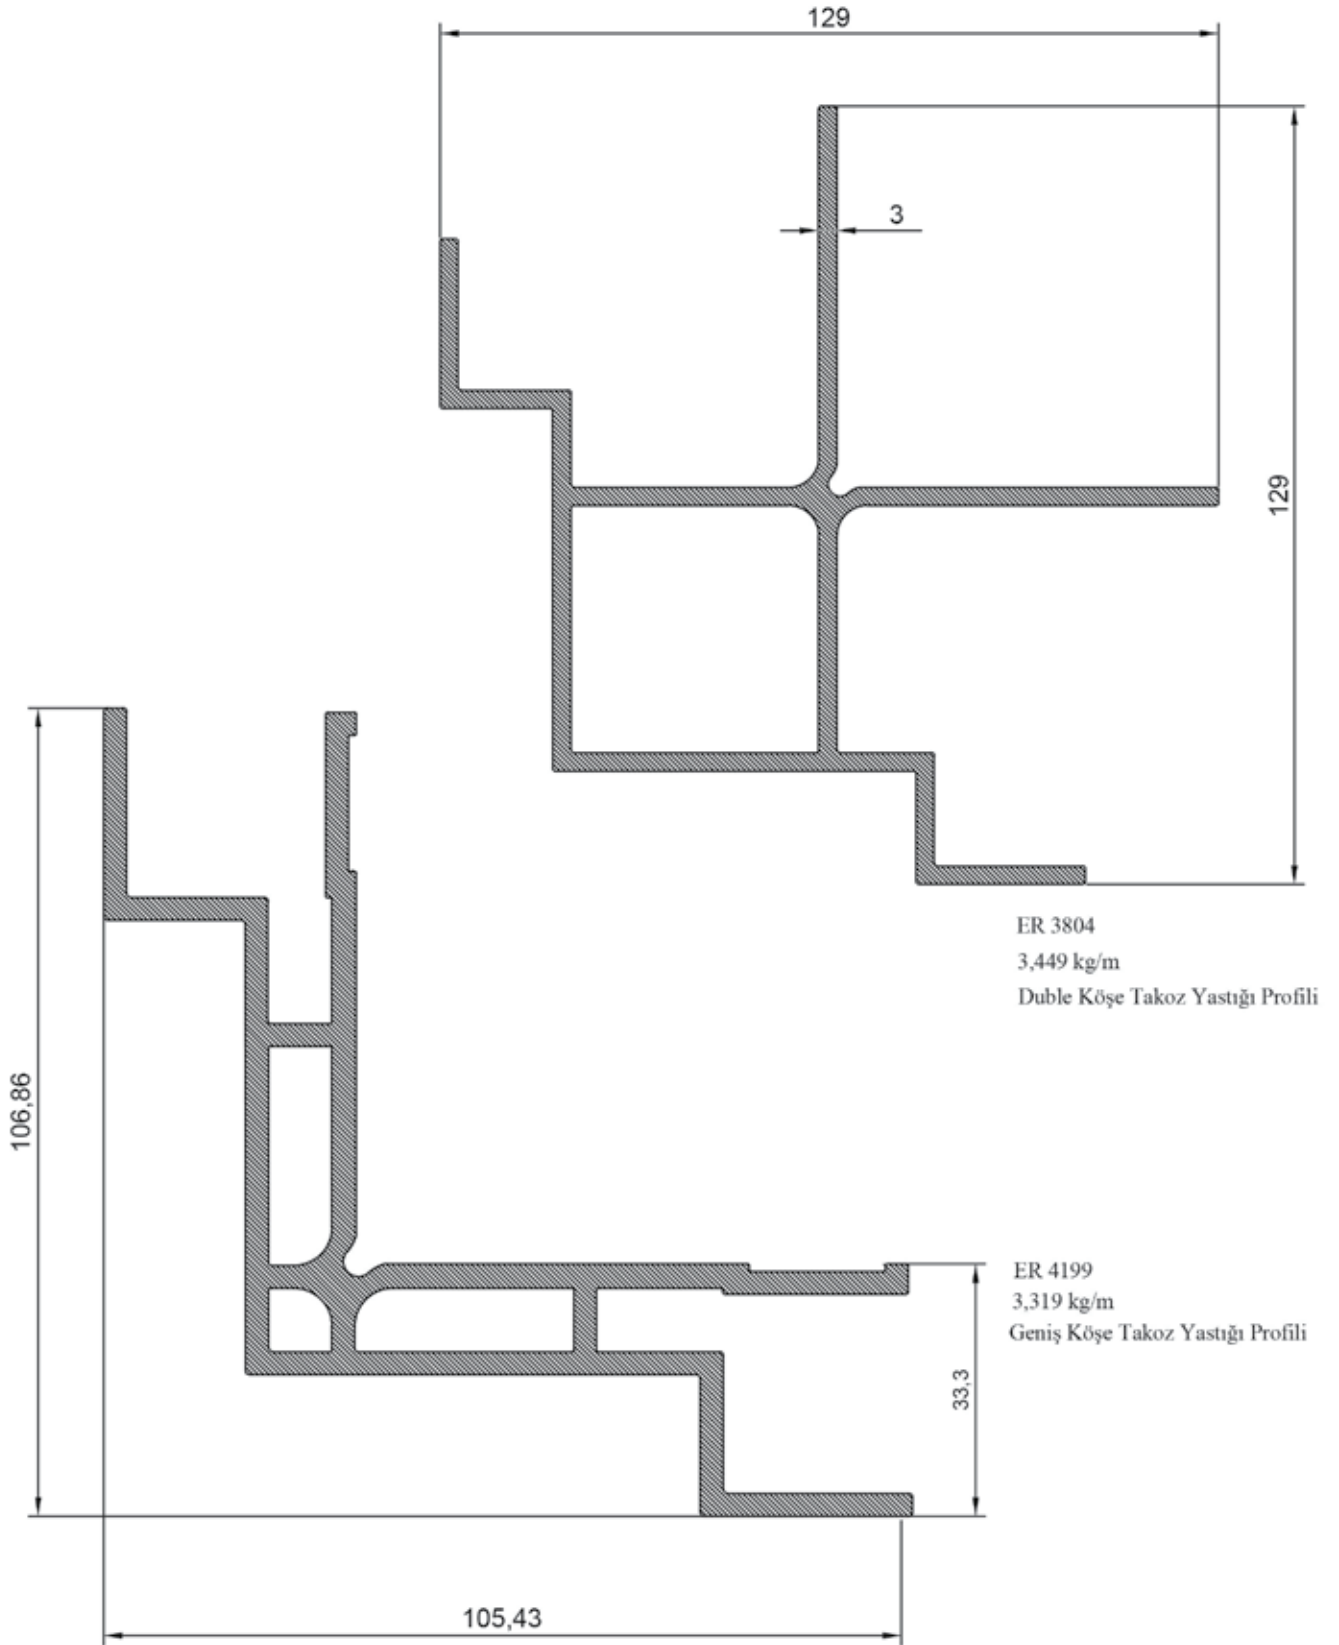 129
3
129
ER 3804
3,449 kg/m
Duble Köşe Takoz Yastığı Profili
106,86
ER 4199
3,319 kg/m
Geniş Köşe Takoz Yastığı Profili
33,3
105,43